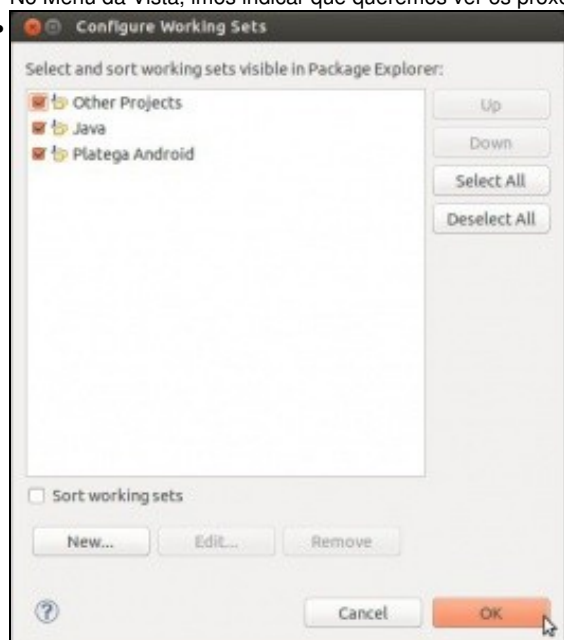 No Menú da Vista, imos indicar que queremos ver os
Configure Working Sets
Select and sort working sets visible in Package Explorer:
Other Projects
Java
Platega Android
Up
Down
Select All
Deselect All
Sort working sets
New...
Edit...
Remove
?
Cancel
OK